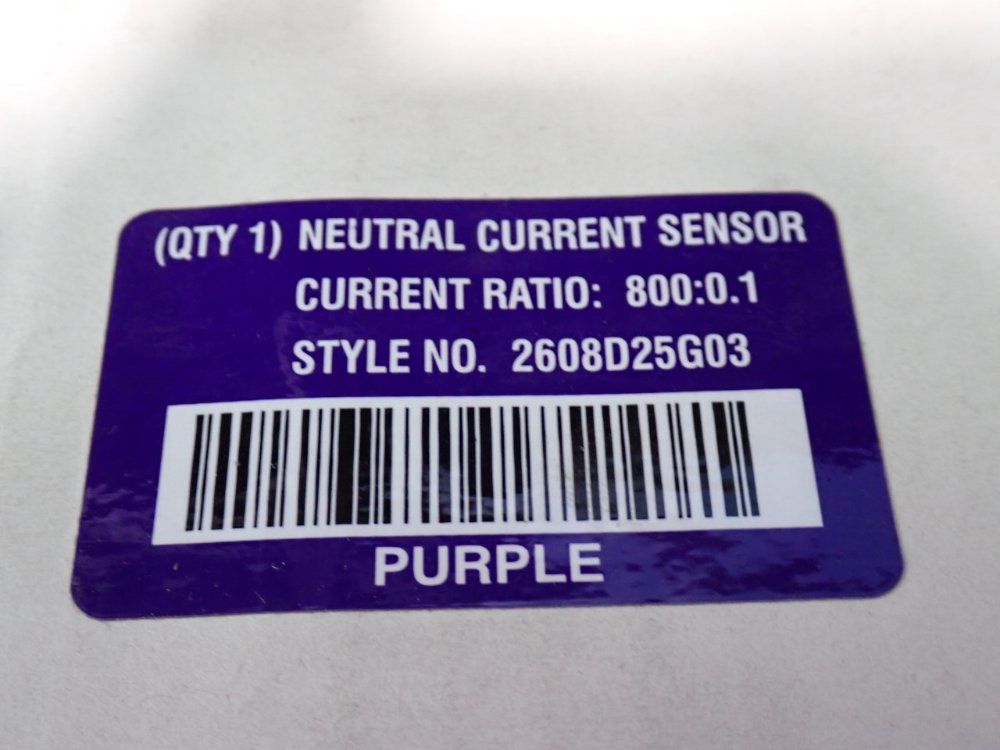 (QTY 1) NEUTRAL CURRENT SENSOR
CURRENT RATIO: 800:0.1
STYLE NO. 2608D25G03
PURPLE